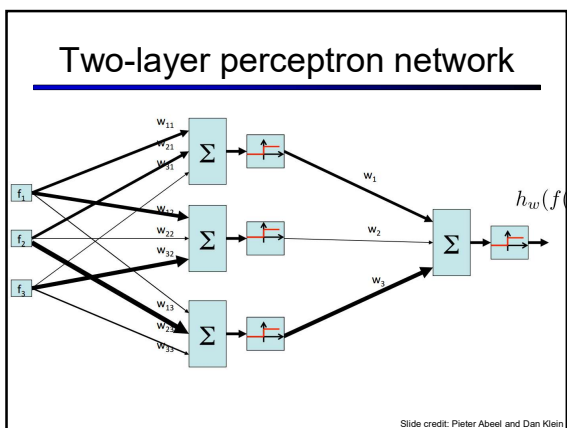 Two-layer perceptron network
w₁₁
w₂₁
w₃₁
Σ
w₁
f₁
w₁₂
h_w(f(
f₂
w₂₂
Σ
w₂
Σ
w₃₂
f₃
w₃
w₁₃
w₂₃
Σ
w₃₃
Slide credit: Pieter Abeel and Dan Klein